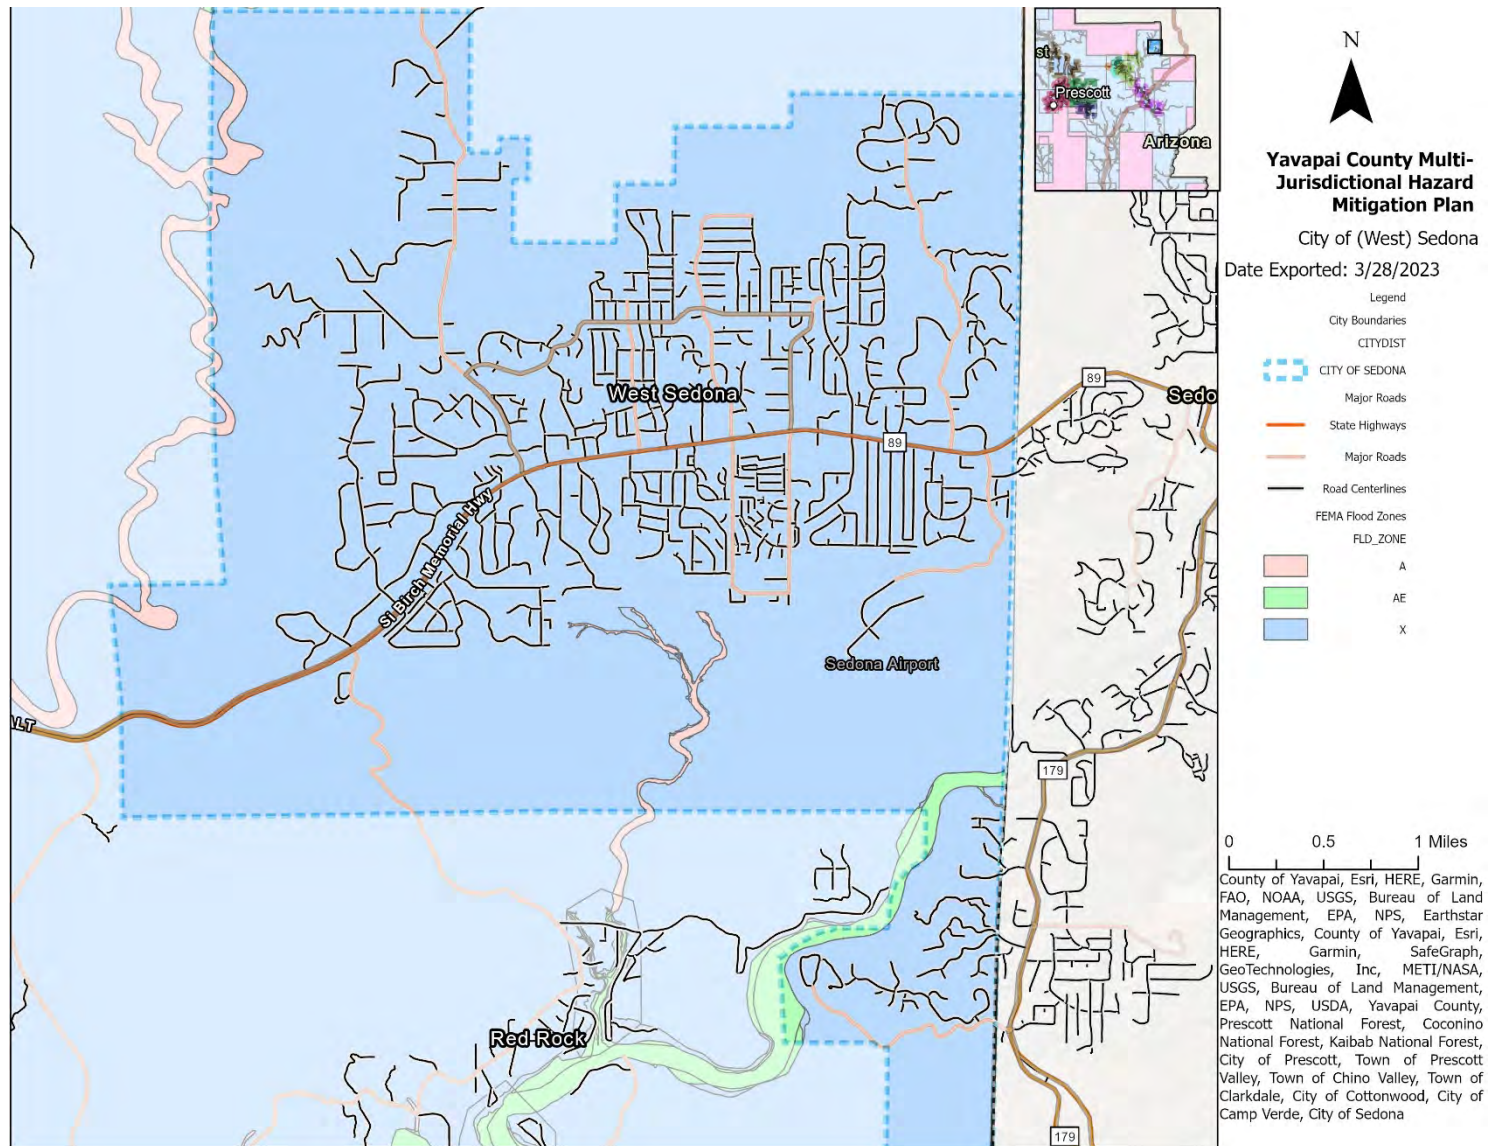 st
Prescott
Arizona
N
Yavapai County Multi-
Jurisdictional Hazard
Mitigation Plan
City of (West) Sedona
Date Exported: 3/28/2023
Legend
City Boundaries
CITYDIST
CITY OF SEDONA
Major Roads
State Highways
Major Roads
Road Centerlines
FEMA Flood Zones
FLD_ZONE
A
AE
X
0 0.5 1 Miles
County of Yavapai, Esri, HERE, Garmin,
FAO, NOAA, USGS, Bureau of Land
Management, EPA, NPS, Earthstar
Geographics, County of Yavapai, Esri,
HERE, Garmin, SafeGraph,
GeoTechnologies, Inc, METI/NASA,
USGS, Bureau of Land Management,
EPA, NPS, USDA, Yavapai County,
Prescott National Forest, Coconino
National Forest, Kaibab National Forest,
City of Prescott, Town of Prescott
Valley, Town of Chino Valley, Town of
Clarkdale, City of Cottonwood, City of
Camp Verde, City of Sedona
89
West Sedona
Sedo
89
Si Birch Memorial Hwy
Sedona Airport
ALT
179
Red Rock
179